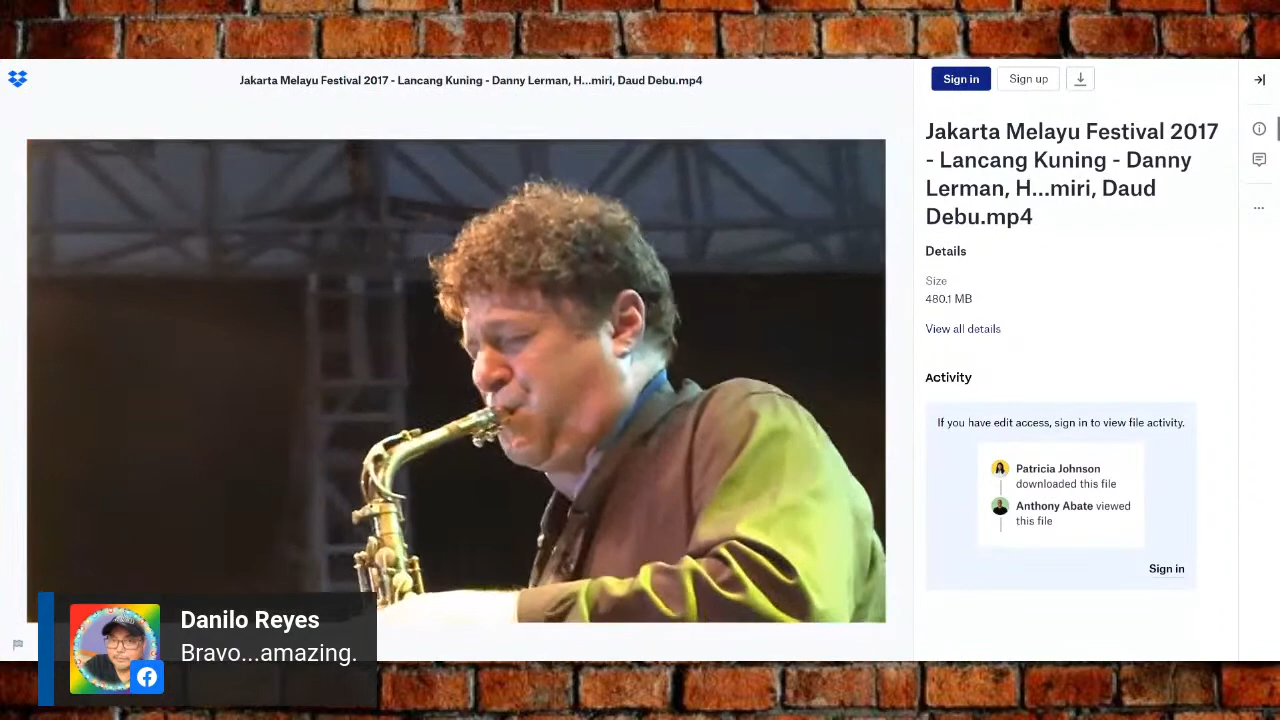 Jakarta Melayu Festival 2017 - Lancang Kuning - Danny Lerman, H...miri, Daud Debu.mp4
Sign in
Sign up
Jakarta Melayu Festival 2017
- Lancang Kuning - Danny
Lerman, H...miri, Daud
Debu.mp4
Details
Size
480.1 MB
View all details
Activity
If you have edit access, sign in to view file activity.
Patricia Johnson
downloaded this file
Anthony Abate viewed
this file
Sign in
Danilo Reyes
Bravo...amazing.